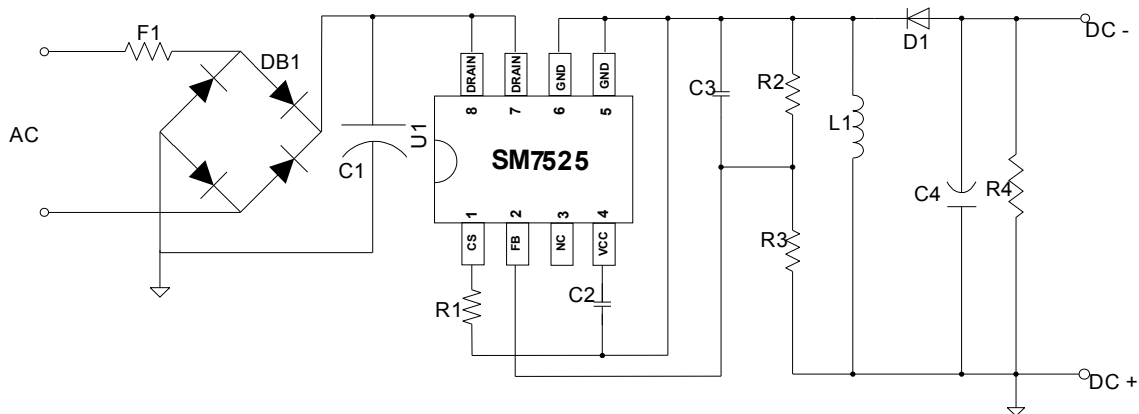 F1
DB1
AC
C1
U1
DRAIN
DRAIN
GND
GND
8
7
6
5
SM7525
1
2
3
4
CS
FB
NC
VCC
R1
C2
C3
R2
R3
L1
D1
C4
R4
DC -
DC +